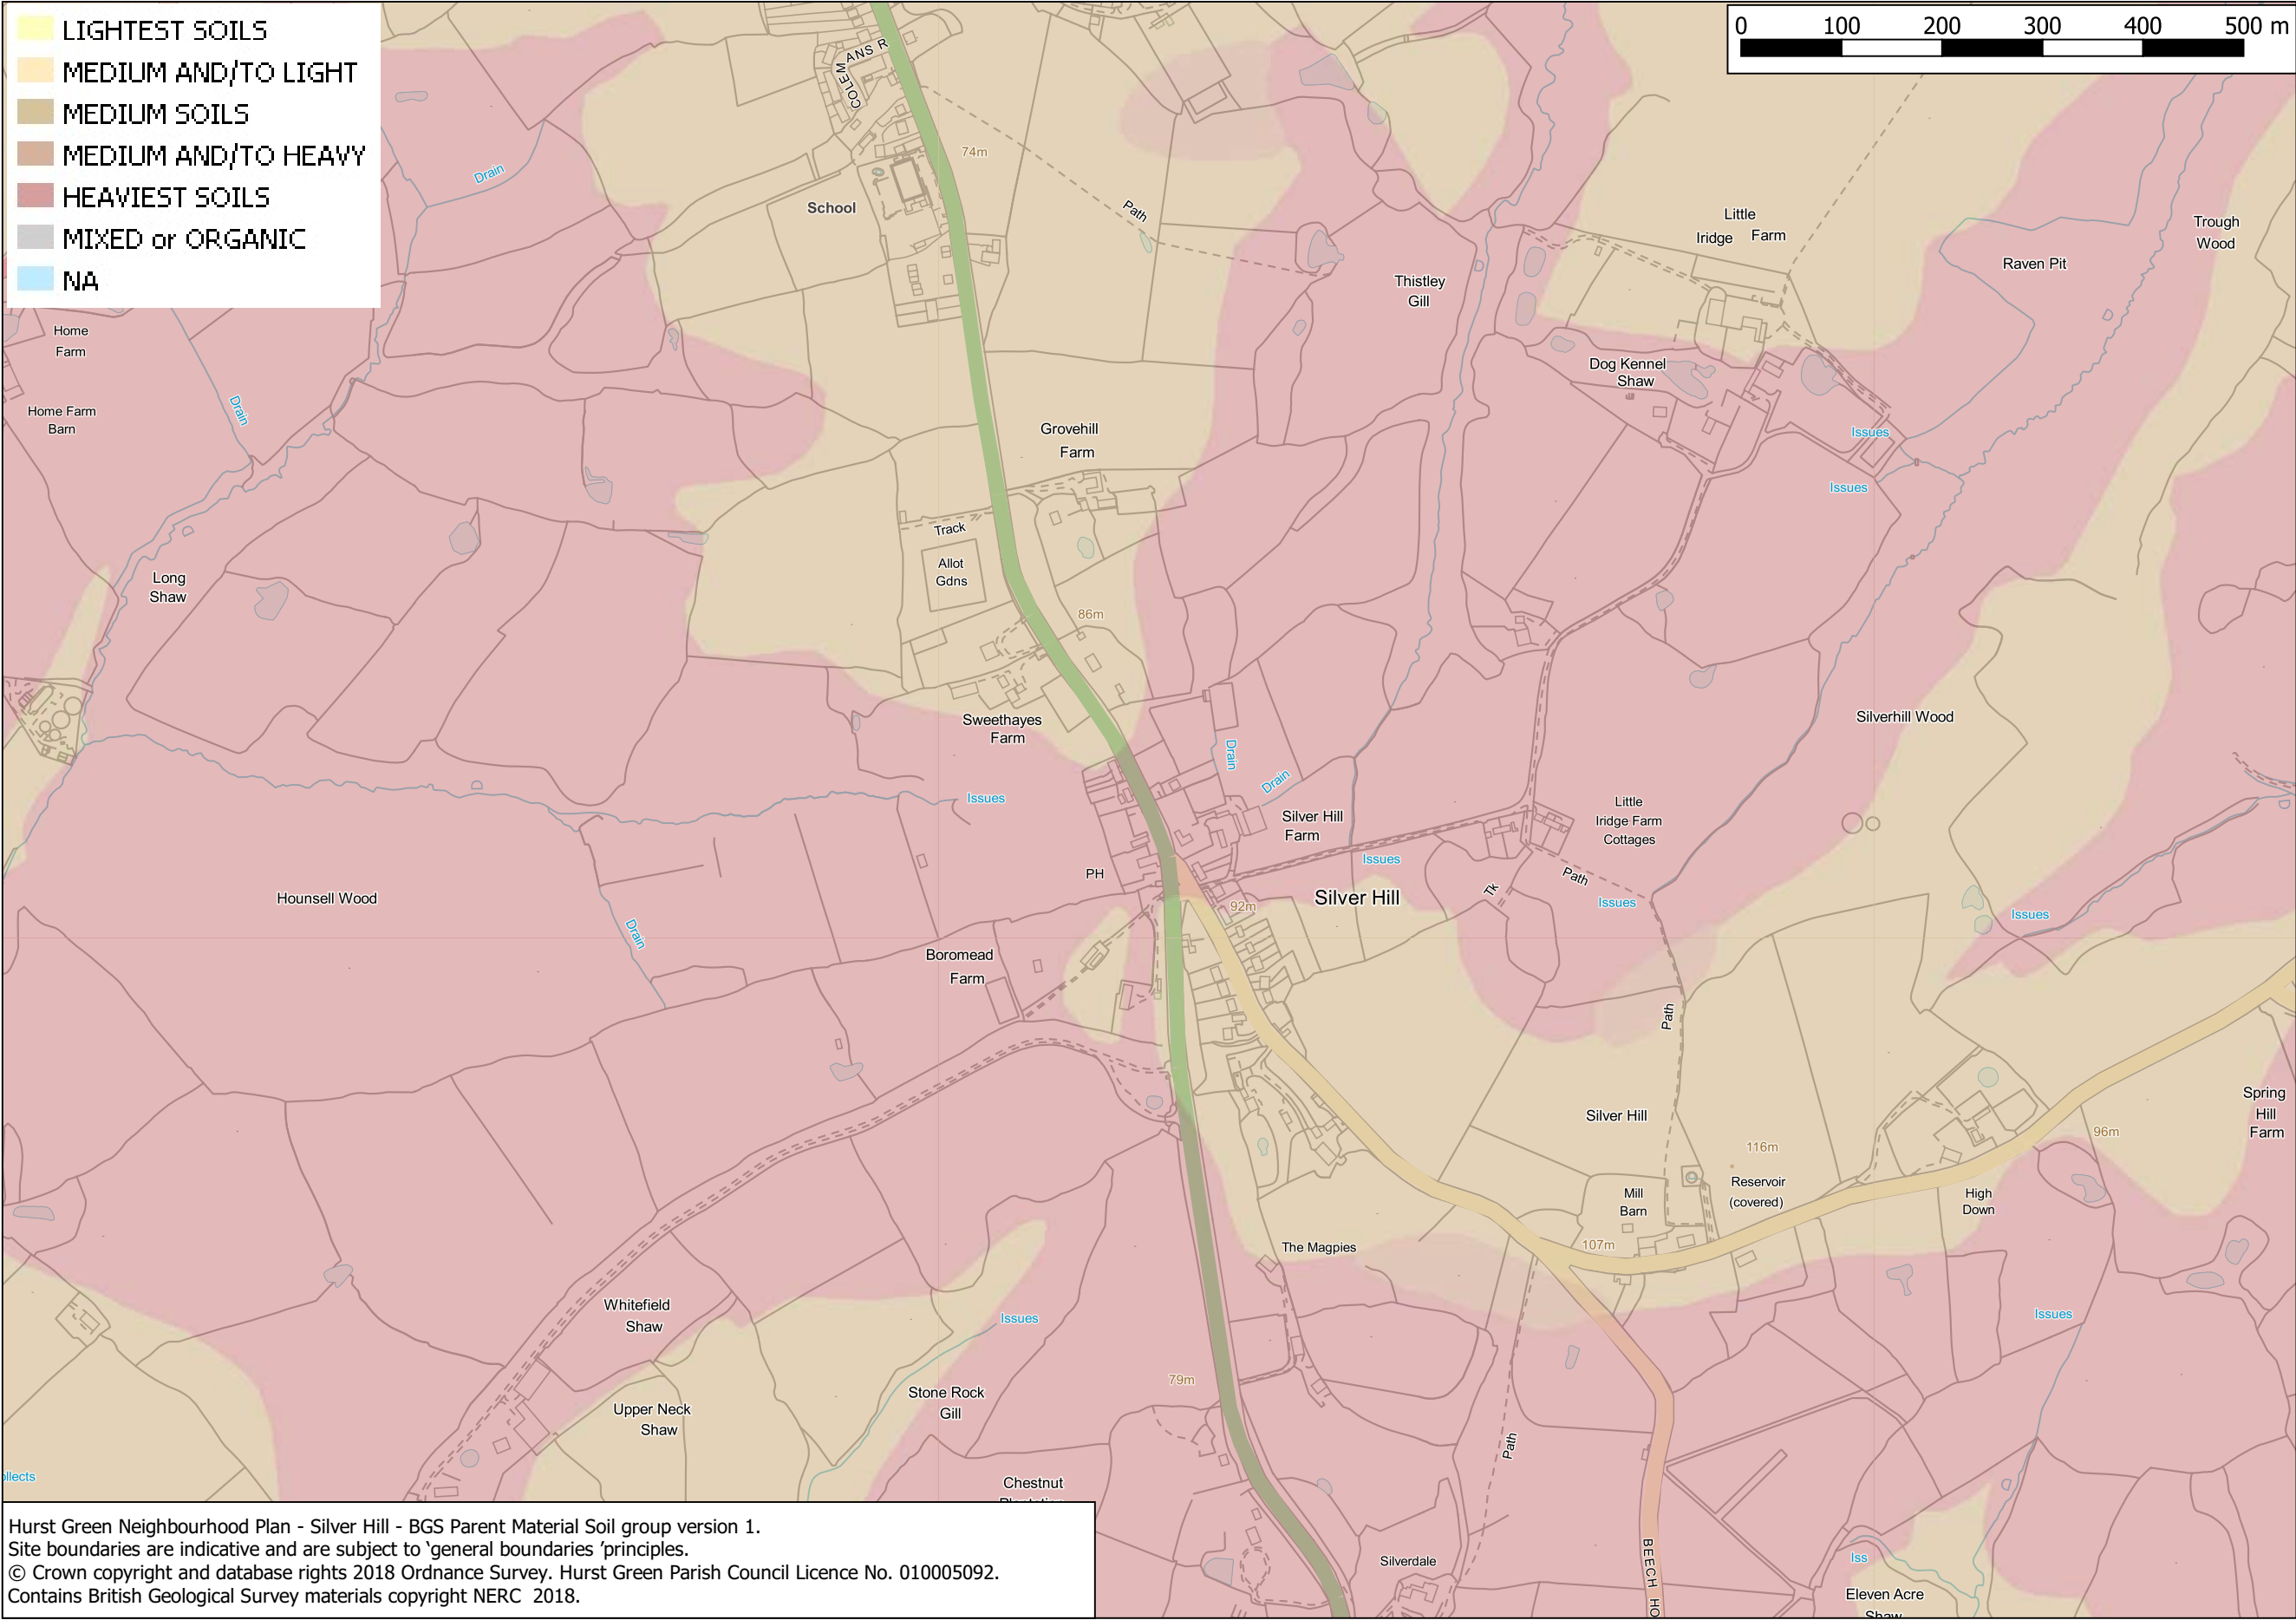 LIGHTEST SOILS
MEDIUM AND/TO LIGHT
MEDIUM SOILS
MEDIUM AND/TO HEAVY
HEAVIEST SOILS
MIXED or ORGANIC
NA
0 100 200 300 400 500 m
COLEM
ANS R
Drain
74m
School
Path
Thistley
Gill
Little
Iridge Farm
Trough
Wood
Raven Pit
Home
Farm
Drain
Home Farm
Barn
Dog Kennel
Shaw
Issues
Issues
Grovehill
Farm
Track
Allot
Gdns
Long
Shaw
86m
Sweethayes
Farm
Silverhill Wood
Drain
Drain
Issues
Silver Hill
Farm
Little
Iridge Farm
Cottages
Issues
PH
Path
Tk
Silver Hill
92m
Issues
Issues
Hounsell Wood
Drain
Boromead
Farm
Path
Silver Hill
116m
96m
Spring
Hill
Farm
Reservoir
(covered)
Mill
Barn
High
Down
The Magpies
107m
Whitefield
Shaw
Issues
Issues
79m
Stone Rock
Gill
Upper Neck
Shaw
Path
ollects
Chestnut
Plantation
Silverdale
BEECH HO
Iss
Eleven Acre
Shaw
Hurst Green Neighbourhood Plan - Silver Hill - BGS Parent Material Soil group version 1.
Site boundaries are indicative and are subject to ‘general boundaries ’principles.
© Crown copyright and database rights 2018 Ordnance Survey. Hurst Green Parish Council Licence No. 010005092.
Contains British Geological Survey materials copyright NERC 2018.